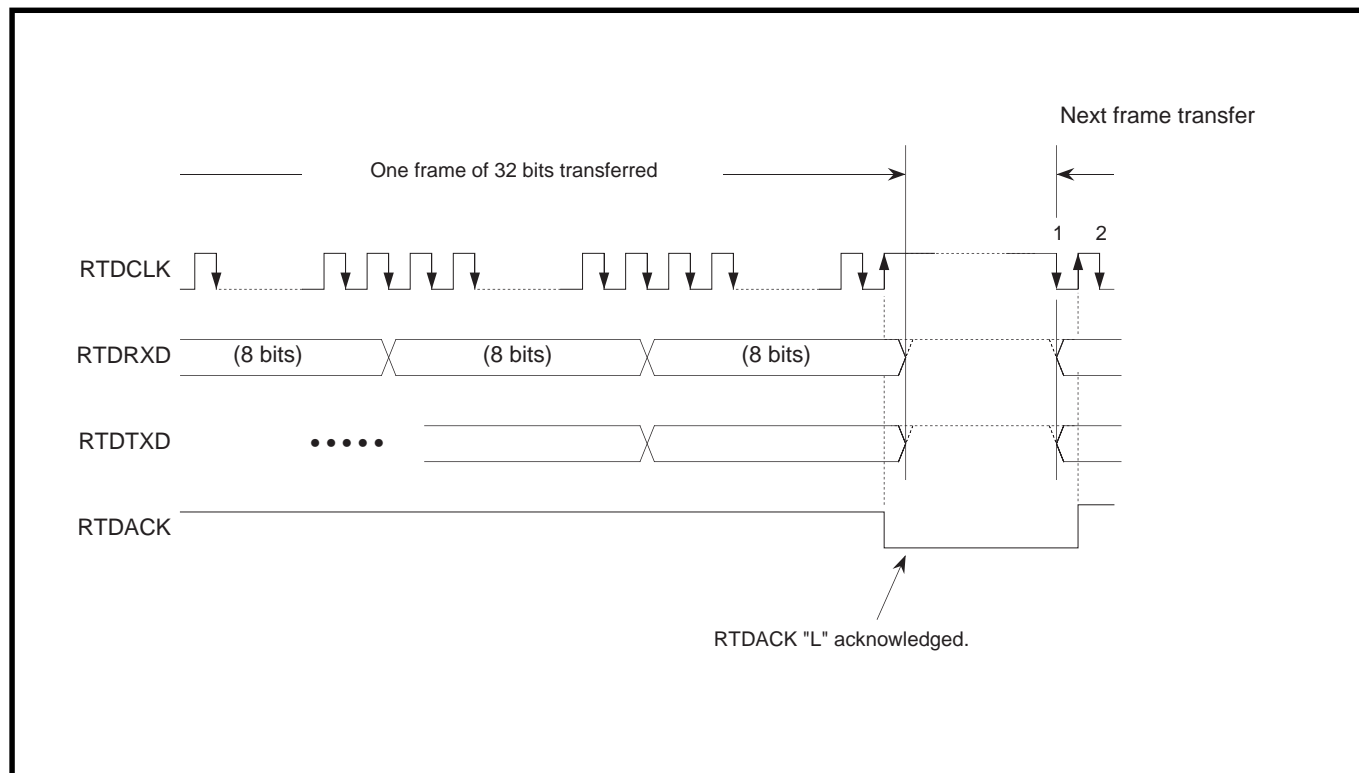 Next frame transfer
One frame of 32 bits transferred
1 2
RTDCLK
RTDRXD (8 bits) (8 bits) (8 bits)
RTDTXD
RTDACK
RTDACK "L" acknowledged.